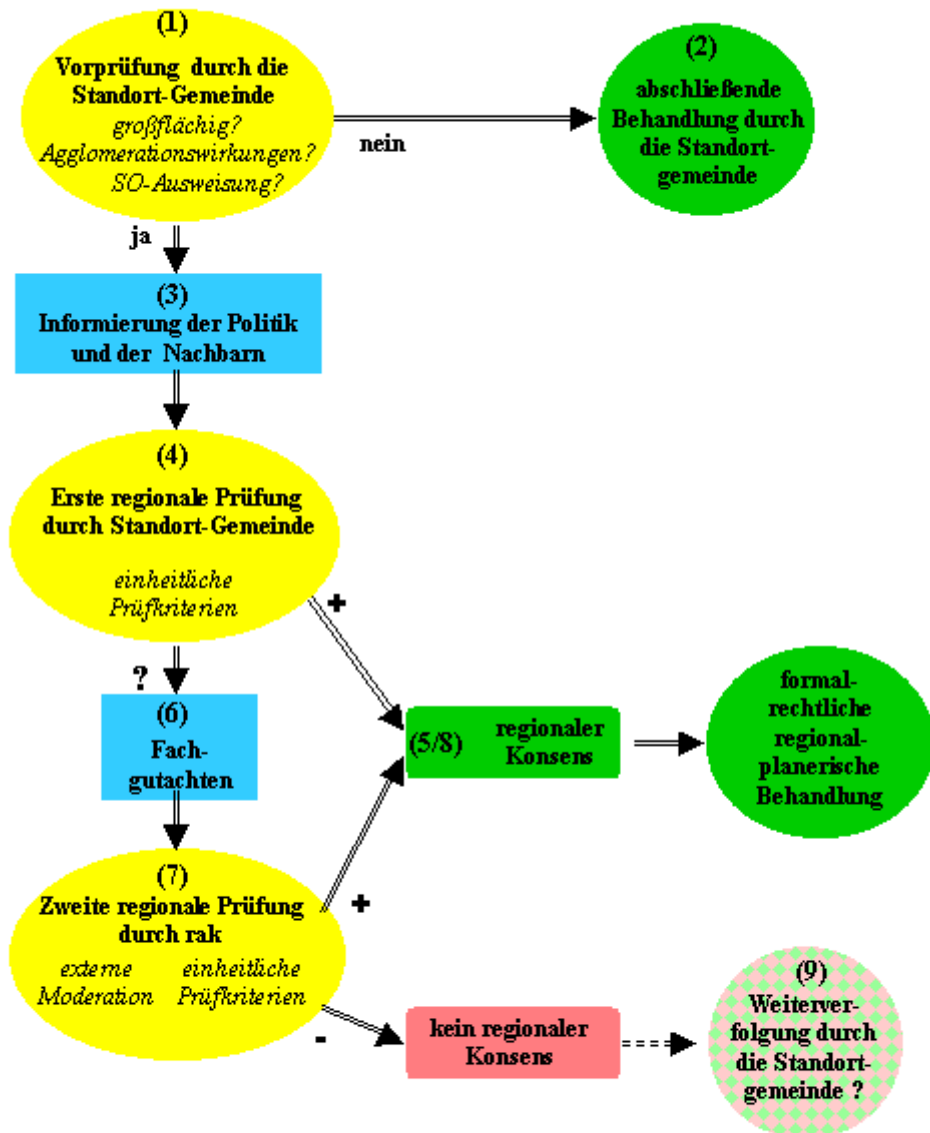 (1)
Vorprüfung durch die
Standort-Gemeinde
großflächig?
Agglomerationswirkungen?
SO-Ausweisung?
nein
(2)
abschließende
Behandlung durch
die Standort-
gemeinde
ja
(3)
Informierung der Politik
und der Nachbarn
(4)
Erste regionale Prüfung
durch Standort-Gemeinde
einheitliche
Prüfkriterien
+
?
(6)
Fach-
gutachten
(5/8) regionaler
Konsens
formal-
rechtliche
regional-
planerische
Behandlung
(7)
Zweite regionale Prüfung
durch rak
externe einheitliche
Moderation Prüfkriterien
+
-
kein regionaler
Konsens
(9)
Weiterver-
folgung durch
die Standort-
gemeinde ?